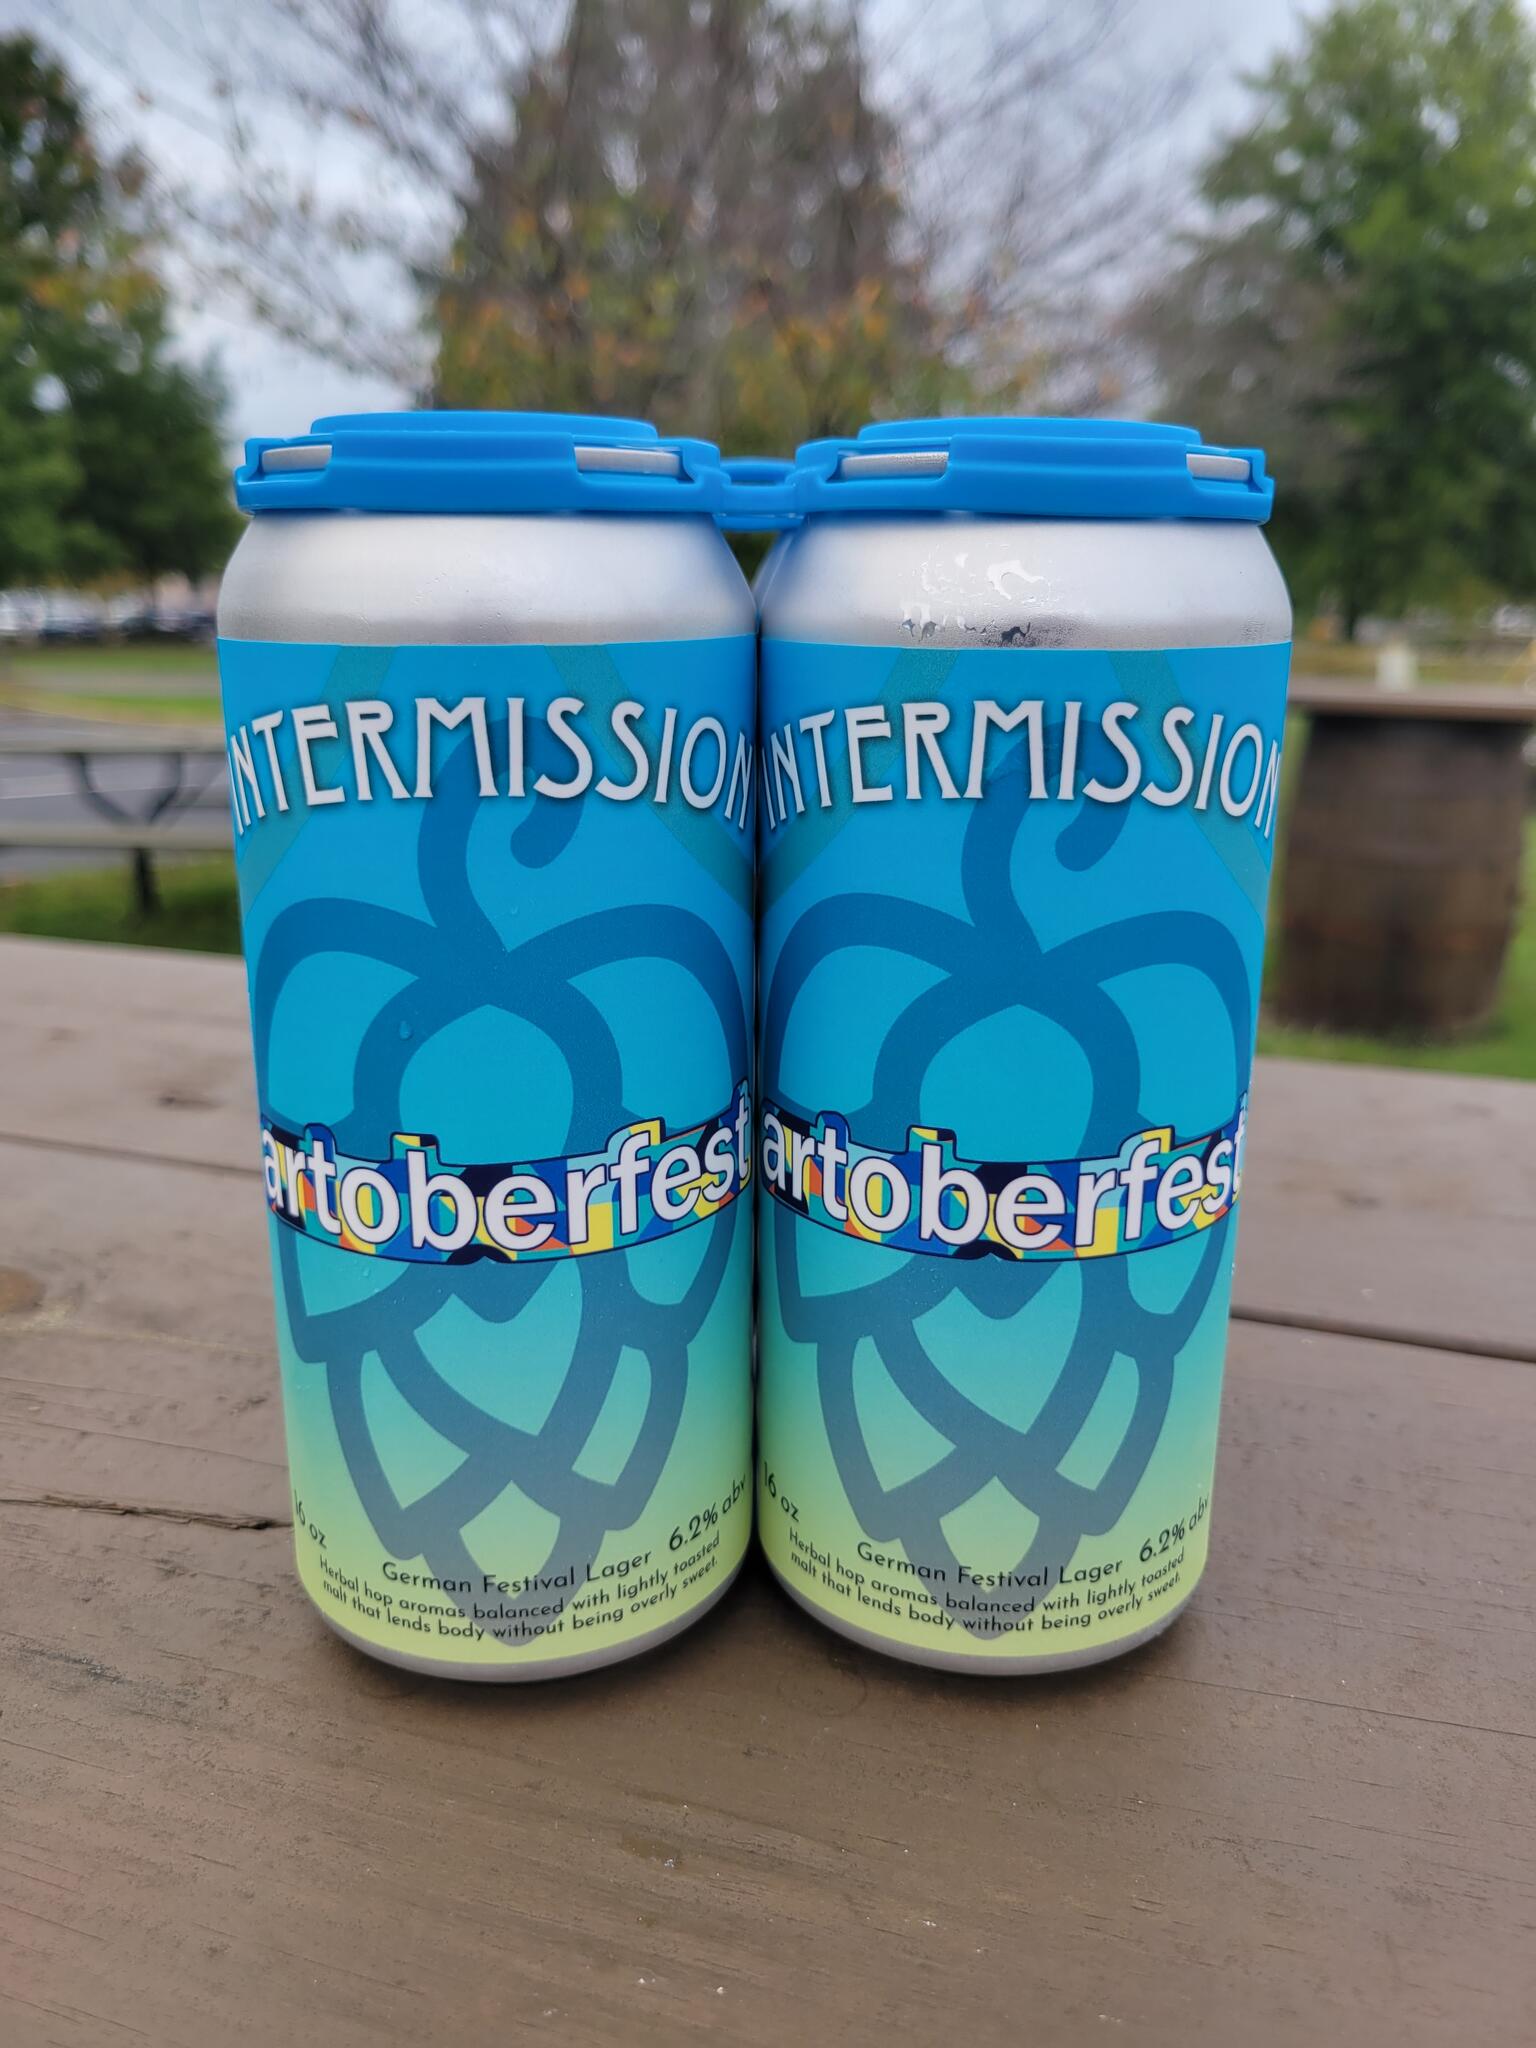 INTERMISSION
artoberfest
16 oz
German Festival Lager
6.2% abv
Herbal hop aromas balanced with lightly toasted
malt that lends body without being overly sweet.
INTERMISSION
artoberfest
16 oz
German Festival Lager
6.2% abv
Herbal hop aromas balanced with lightly toasted
malt that lends body without being overly sweet.